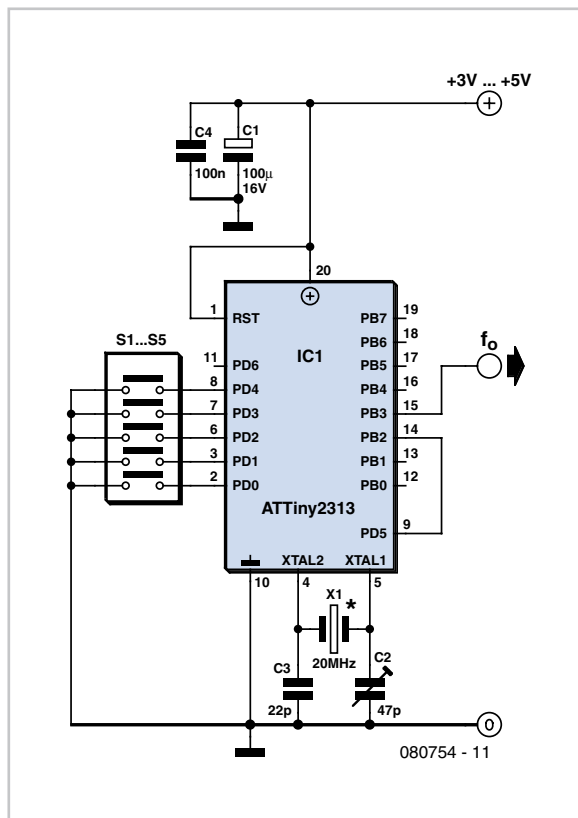 +3V ... +5V
C4
C1
100n
100µ
16V
20
1
RST
PB7
19
S1...S5
IC1
PB6
18
fo
11
PD6
PB5
17
8
PD4
PB4
16
7
PD3
PB3
15
6
PD2
PB2
14
3
PD1
PB1
13
2
PD0
PB0
12
ATTiny2313
PD5
9
XTAL2
XTAL1
10
4
5
X1
*
20MHz
C3
C2
22p
47p
0
080754 - 11